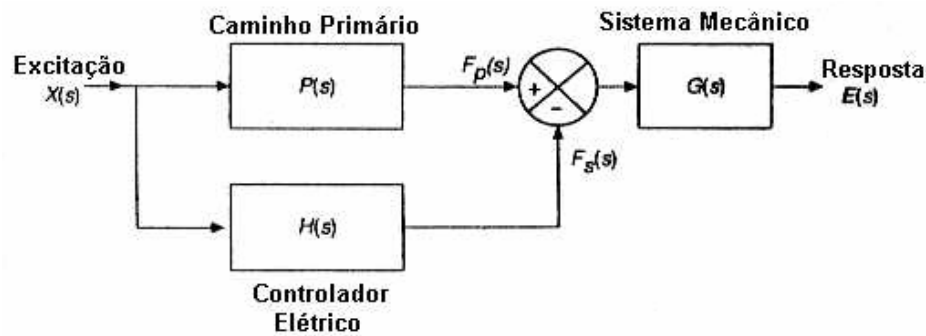 Caminho Primário
Sistema Mecânico
Excitação
X(s)
P(s)
F_p(s)
+
−
G(s)
Resposta
E(s)
F_s(s)
H(s)
Controlador
Elétrico